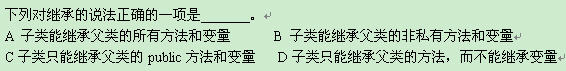 下列对继承的说法正确的一项是_______。
A 子类能继承父类的所有方法和变量 B 子类能继承父类的非私有方法和变量
C 子类只能继承父类的 public 方法和变量 D 子类只能继承父类的方法，而不能继承变量